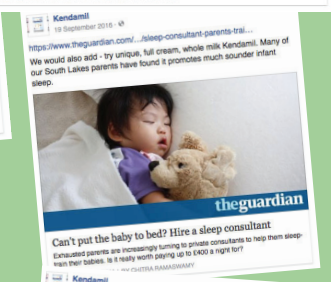 Kendamil
19 September 2016
https://www.theguardian.com/.../sleep-consultant-parents-trai...
We would also add - try unique, full cream, whole milk Kendamil. Many of
our South Lakes parents have found it promotes much sounder infant
sleep.
theguardian
Can't put the baby to bed? Hire a sleep consultant
Exhausted parents are increasingly turning to private consultants to help them sleep-
train their babies. Is it really worth paying up to £400 a night for?
BY CHITRA RAMASWAMY
Kendamil